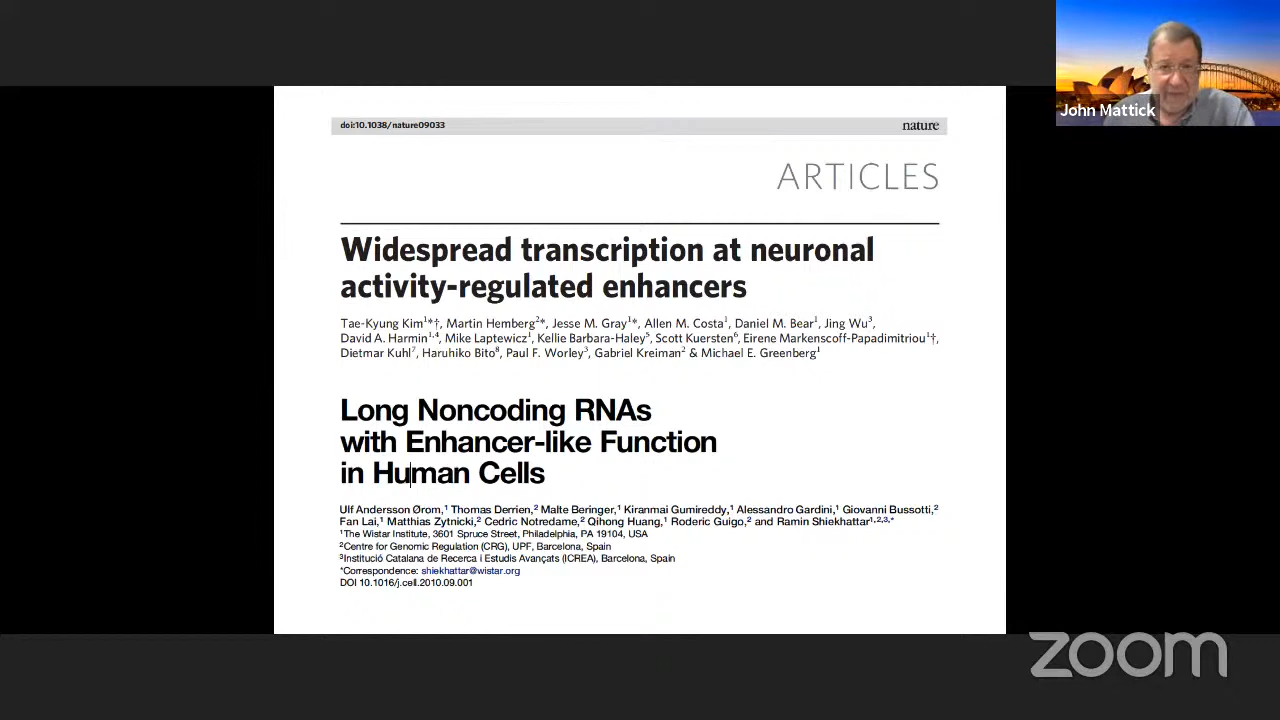 John Mattick
doi:10.1038/nature09033 nature
ARTICLES
Widespread transcription at neuronal
activity-regulated enhancers
Tae-Kyung Kim¹*†, Martin Hemberg²*, Jesse M. Gray¹*, Allen M. Costa¹, Daniel M. Bear¹, Jing Wu³,
David A. Harmin¹,⁴, Mike Laptewicz¹, Kellie Barbara-Haley⁵, Scott Kuersten⁶, Eirene Markenscoff-Papadimitriou¹†,
Dietmar Kuhl⁷, Haruhiko Bito⁸, Paul F. Worley³, Gabriel Kreiman² & Michael E. Greenberg¹
Long Noncoding RNAs
with Enhancer-like Function
in Human Cells
Ulf Andersson Ørom,¹ Thomas Derrien,² Malte Beringer,¹ Kiranmai Gumireddy,¹ Alessandro Gardini,¹ Giovanni Bussotti,²
Fan Lai,¹ Matthias Zytnicki,² Cedric Notredame,² Qihong Huang,¹ Roderic Guigo,² and Ramin Shiekhattar¹,²,³,*
¹The Wistar Institute, 3601 Spruce Street, Philadelphia, PA 19104, USA
²Centre for Genomic Regulation (CRG), UPF, Barcelona, Spain
³Institució Catalana de Recerca i Estudis Avançats (ICREA), Barcelona, Spain
*Correspondence: shiekhattar@wistar.org
DOI 10.1016/j.cell.2010.09.001
zoom